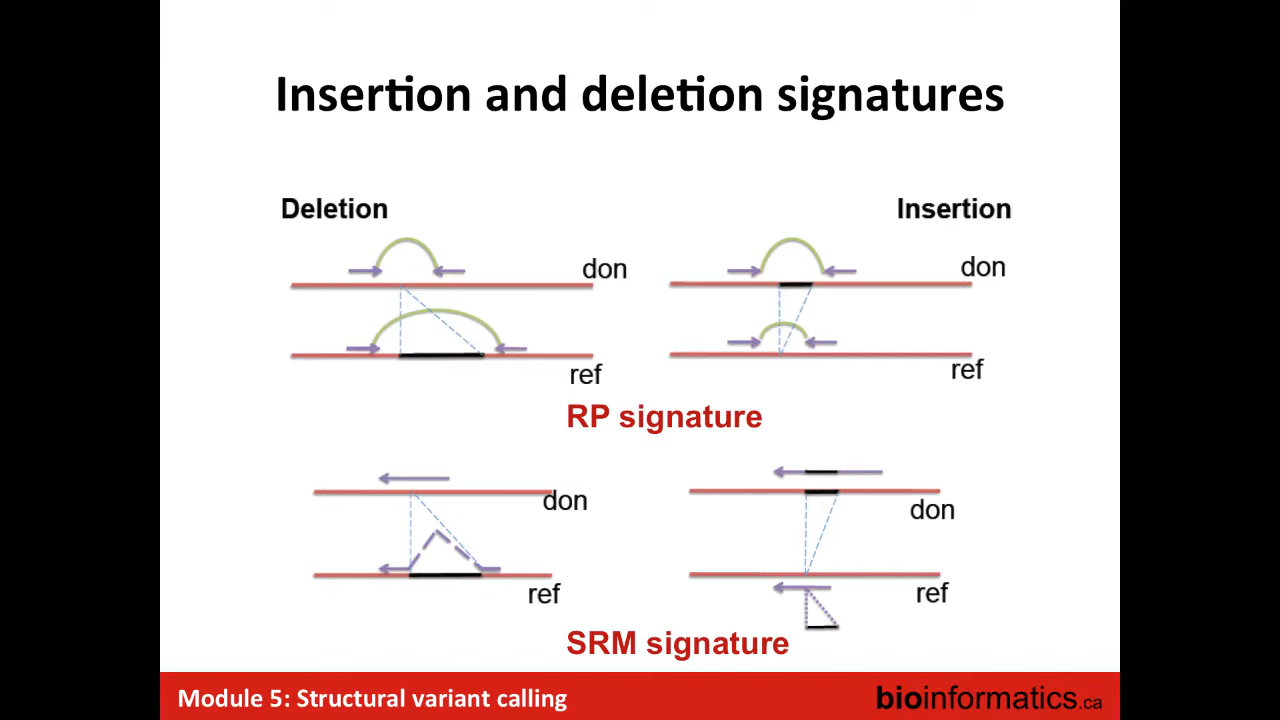 Insertion and deletion signatures
Deletion
Insertion
don
don
ref
ref
RP signature
don
don
ref
ref
SRM signature
Module 5: Structural variant calling
bioinformatics.ca